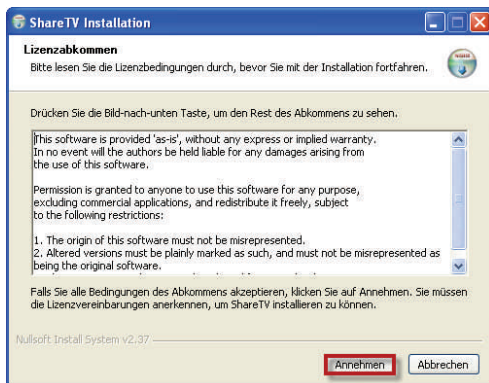 ShareTV Installation
Lizenzabkommen
Bitte lesen Sie die Lizenzbedingungen durch, bevor Sie mit der Installation fortfahren.
Drücken Sie die Bild-nach-unten Taste, um den Rest des Abkommens zu sehen.
This software is provided 'as-is', without any express or implied warranty.
In no event will the authors be held liable for any damages arising from
the use of this software.
Permission is granted to anyone to use this software for any purpose,
excluding commercial applications, and redistribute it freely, subject
to the following restrictions:
1. The origin of this software must not be misrepresented.
2. Altered versions must be plainly marked as such, and must not be misrepresented as
being the original software.
Falls Sie alle Bedingungen des Abkommens akzeptieren, klicken Sie auf Annehmen. Sie müssen
die Lizenzvereinbarungen anerkennen, um ShareTV installieren zu können.
Nullsoft Install System v2.37
Annehmen
Abbrechen